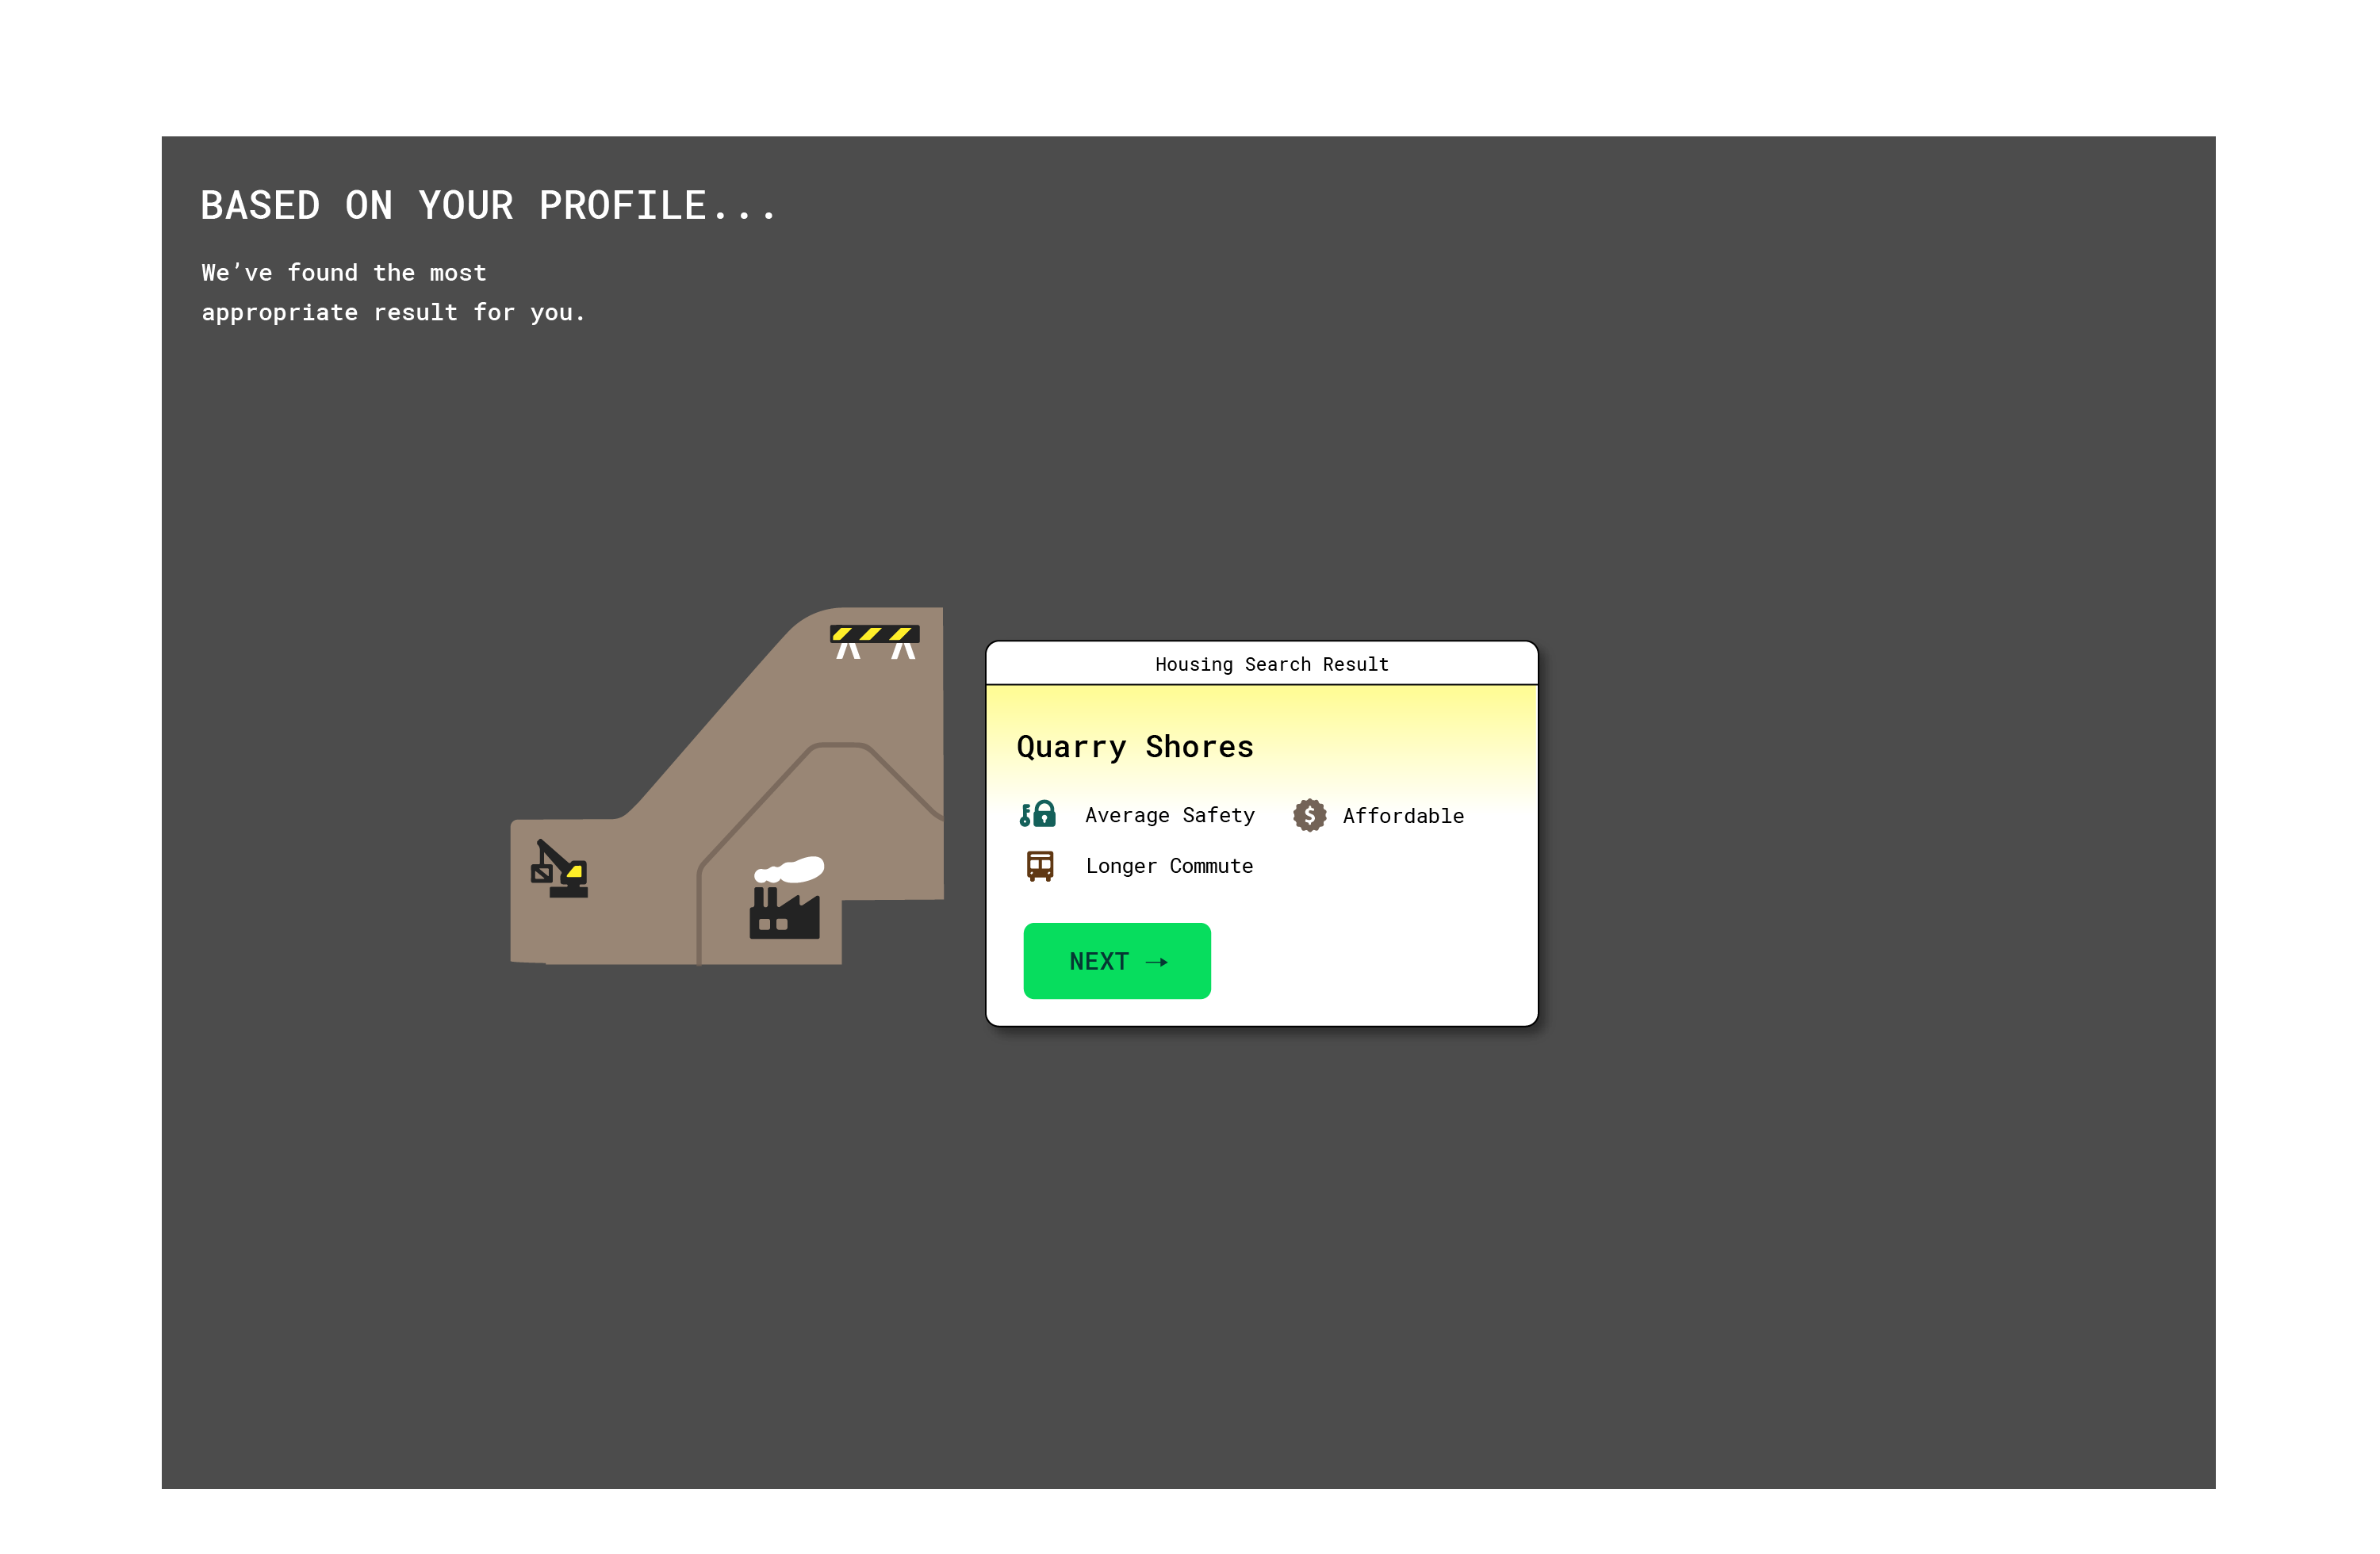 BASED ON YOUR PROFILE...
We've found the most
appropriate result for you.
Housing Search Result
Quarry Shores
Average Safety
Affordable
Longer Commute
NEXT →